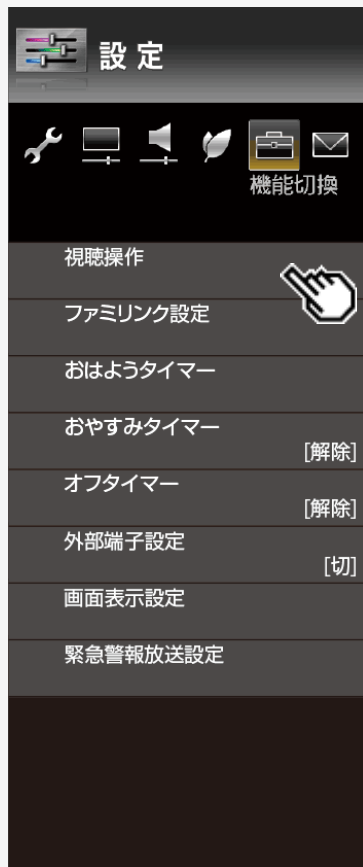 設定
機能切換
視聴操作
ファミリンク設定
おはようタイマー
おやすみタイマー
[解除]
オフタイマー
[解除]
外部端子設定
[切]
画面表示設定
緊急警報放送設定